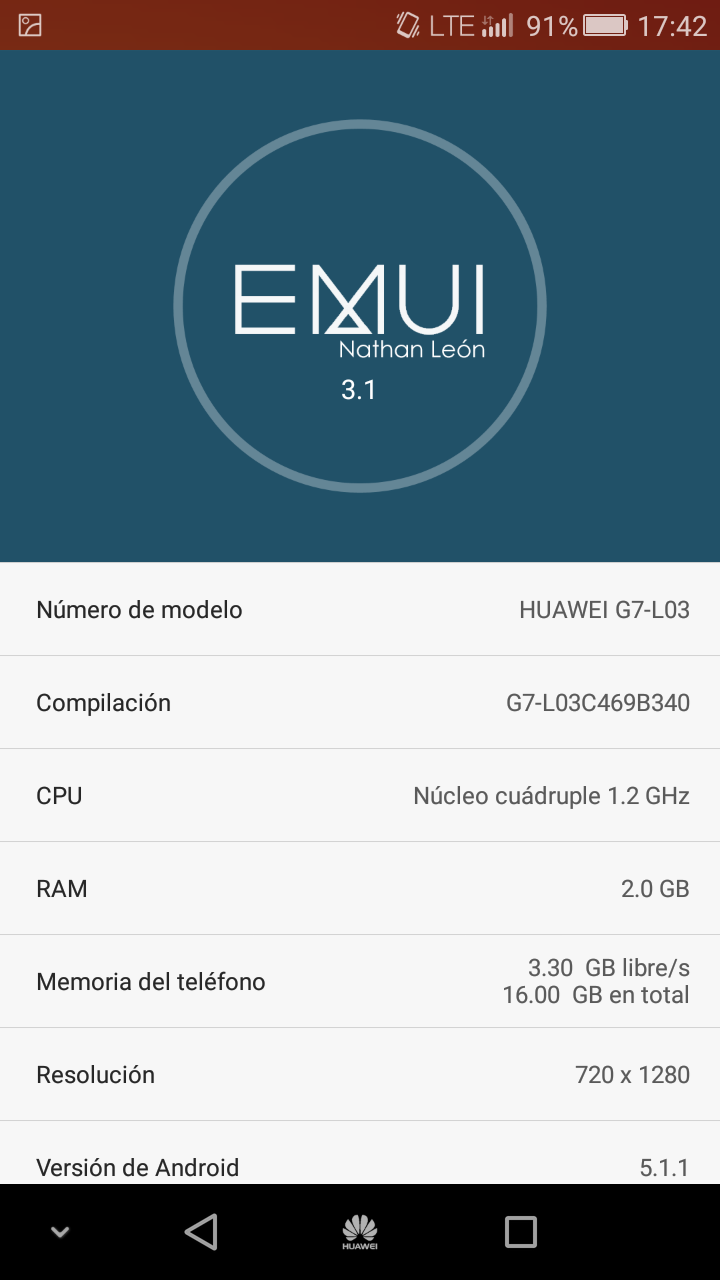 LTE 91% 17:42
EMUI
Nathan León
3.1
Número de modelo HUAWEI G7-L03
Compilación G7-L03C469B340
CPU Núcleo cuádruple 1.2 GHz
RAM 2.0 GB
Memoria del teléfono 3.30 GB libre/s
16.00 GB en total
Resolución 720 x 1280
Versión de Android 5.1.1
HUAWEI